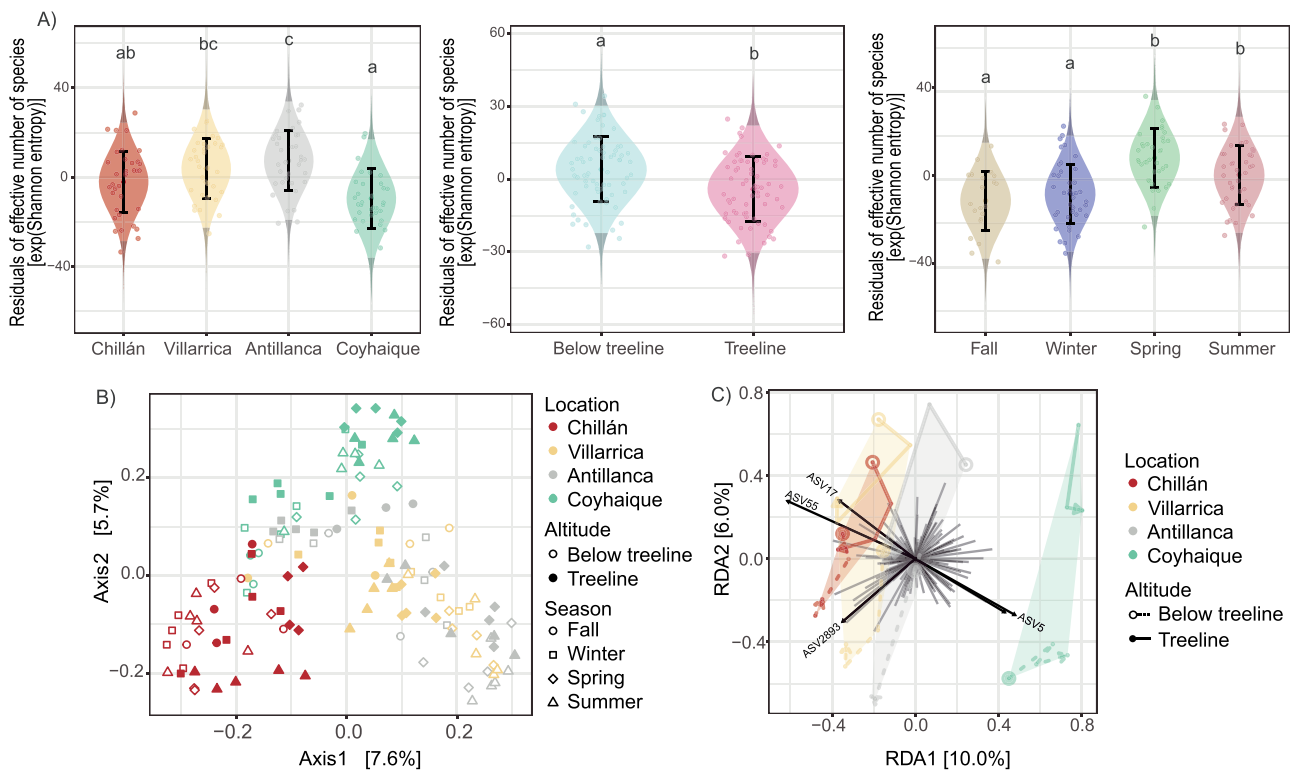 A)
Residuals of effective number of species
[exp(Shannon entropy)]
40
0
−40
ab
bc
c
a
Chillán Villarrica Antillanca Coyhaique
Residuals of effective number of species
[exp(Shannon entropy)]
60
30
0
−30
−60
a
b
Below treeline Treeline
Residuals of effective number of species
[exp(Shannon entropy)]
40
0
−40
a
a
b
b
Fall Winter Spring Summer
B)
Axis2 [5.7%]
0.2
0.0
−0.2
−0.2 0.0 0.2
Axis1 [7.6%]
Location
Chillán
Villarrica
Antillanca
Coyhaique
Altitude
Below treeline
Treeline
Season
Fall
Winter
Spring
Summer
C)
RDA2 [6.0%]
0.8
0.4
0.0
−0.4
ASV17
ASV55
ASV2893
ASV5
−0.4 0.0 0.4 0.8
RDA1 [10.0%]
Location
Chillán
Villarrica
Antillanca
Coyhaique
Altitude
Below treeline
Treeline